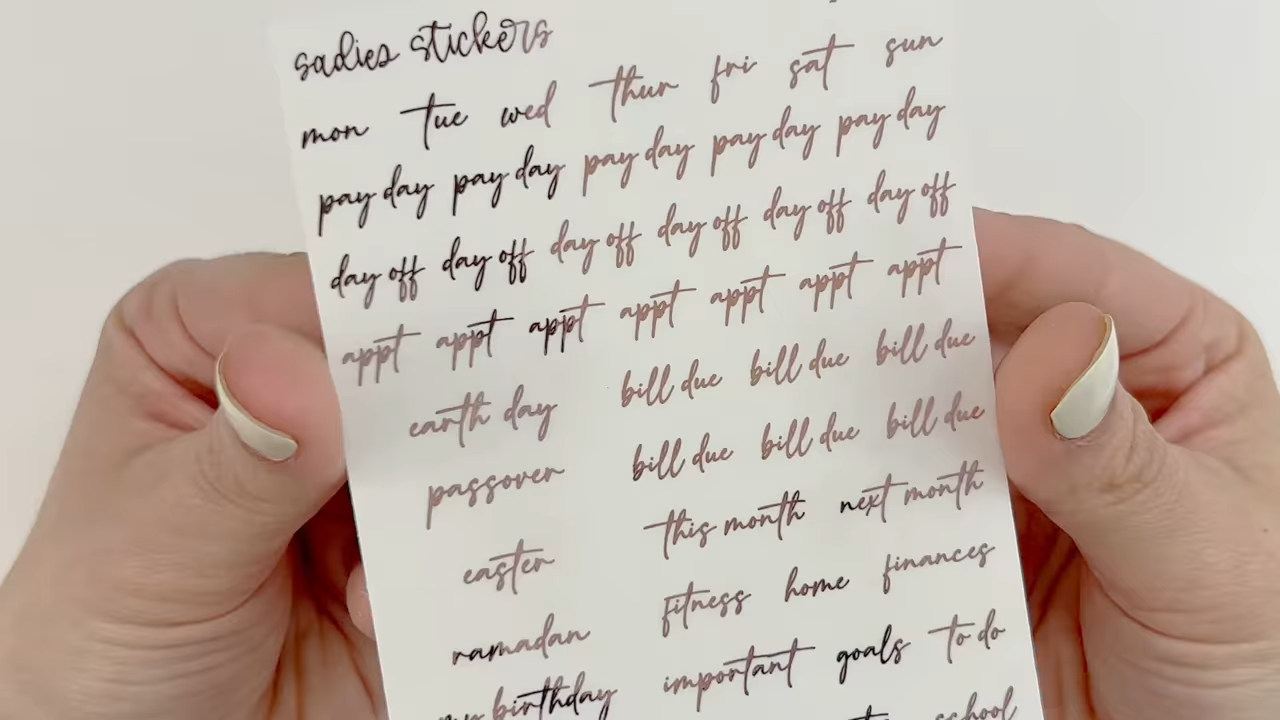 sadies stickers
mon tue wed thur fri sat sun
pay day pay day pay day pay day pay day
day off day off day off day off day off day off
appt appt appt appt appt appt appt
earth day bill due bill due bill due
passover bill due bill due bill due
easter this month next month
ramadan fitness home finances
my birthday important goals to do
school